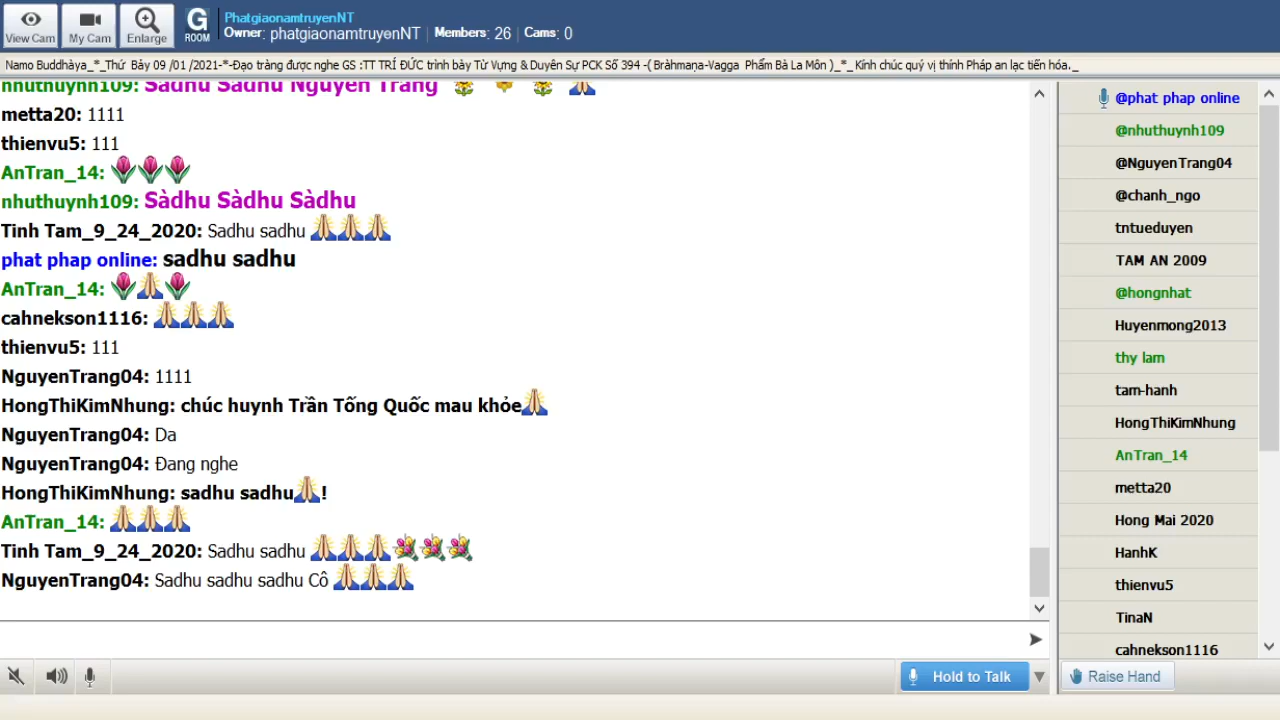 View Cam
My Cam
Enlarge
G
ROOM
PhatgiaonamtruyenNT
Owner: phatgiaonamtruyenNT | Members: 26 | Cams: 0
Namo Buddhàya_*_Thứ Bảy 09 /01 /2021-*-Đạo tràng được nghe GS :TT TRÍ ĐỨC trình bày Từ Vựng & Duyên Sự PCK Số 394 -( Bràhmaṇa-Vagga Phẩm Bà La Môn )_*_ Kính chúc quý vị thính Pháp an lạc tiến hóa._
nhuthuynh109: Sàdhu Sàdhu Nguyên Trang
metta20: 1111
thienvu5: 111
AnTran_14:
nhuthuynh109: Sàdhu Sàdhu Sàdhu
Tinh Tam_9_24_2020: Sadhu sadhu
phat phap online: sadhu sadhu
AnTran_14:
cahnekson1116:
thienvu5: 111
NguyenTrang04: 1111
HongThiKimNhung: chúc huynh Trần Tống Quốc mau khỏe
NguyenTrang04: Da
NguyenTrang04: Đang nghe
HongThiKimNhung: sadhu sadhu !
AnTran_14:
Tinh Tam_9_24_2020: Sadhu sadhu
NguyenTrang04: Sadhu sadhu sadhu Cô
@phat phap online
@nhuthuynh109
@NguyenTrang04
@chanh_ngo
tntueduyen
TAM AN 2009
@hongnhat
Huyenmong2013
thy lam
tam-hanh
HongThiKimNhung
AnTran_14
metta20
Hong Mai 2020
HanhK
thienvu5
TinaN
cahnekson1116
Hold to Talk
Raise Hand